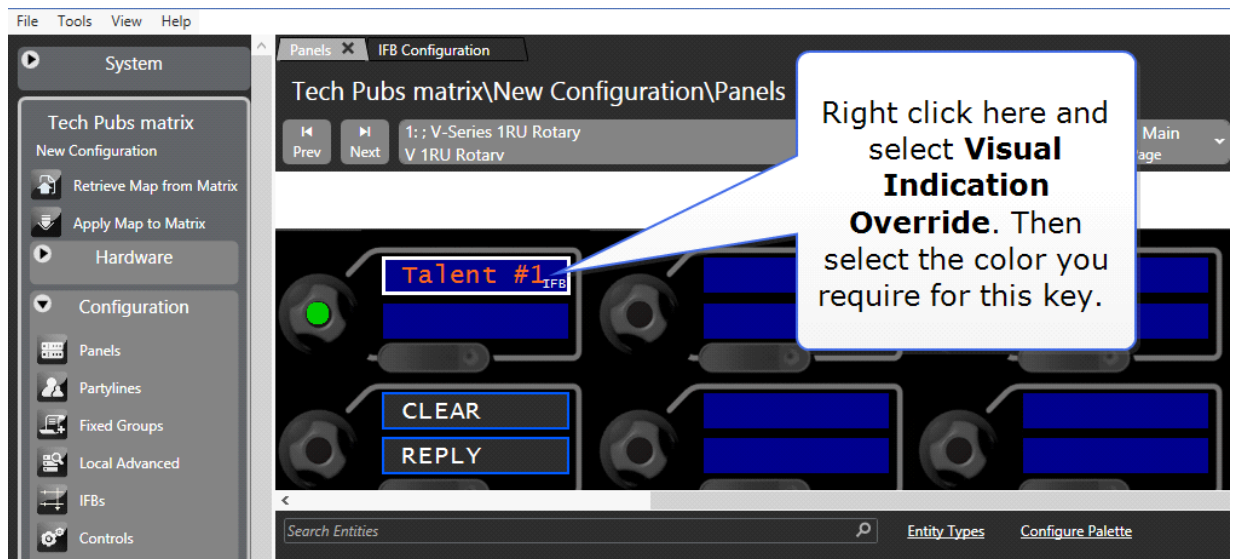 File Tools View Help
System
Tech Pubs matrix
New Configuration
Retrieve Map from Matrix
Apply Map to Matrix
Hardware
Configuration
Panels
Partylines
Fixed Groups
Local Advanced
IFBs
Controls
Panels IFB Configuration
Tech Pubs matrix\New Configuration\Panels
Prev Next
1: ; V-Series 1RU Rotary
V 1RU Rotary
Main
age
Right click here and
select Visual
Indication
Override. Then
select the color you
require for this key.
Talent #1
IFB
CLEAR
REPLY
Search Entities
Entity Types Configure Palette